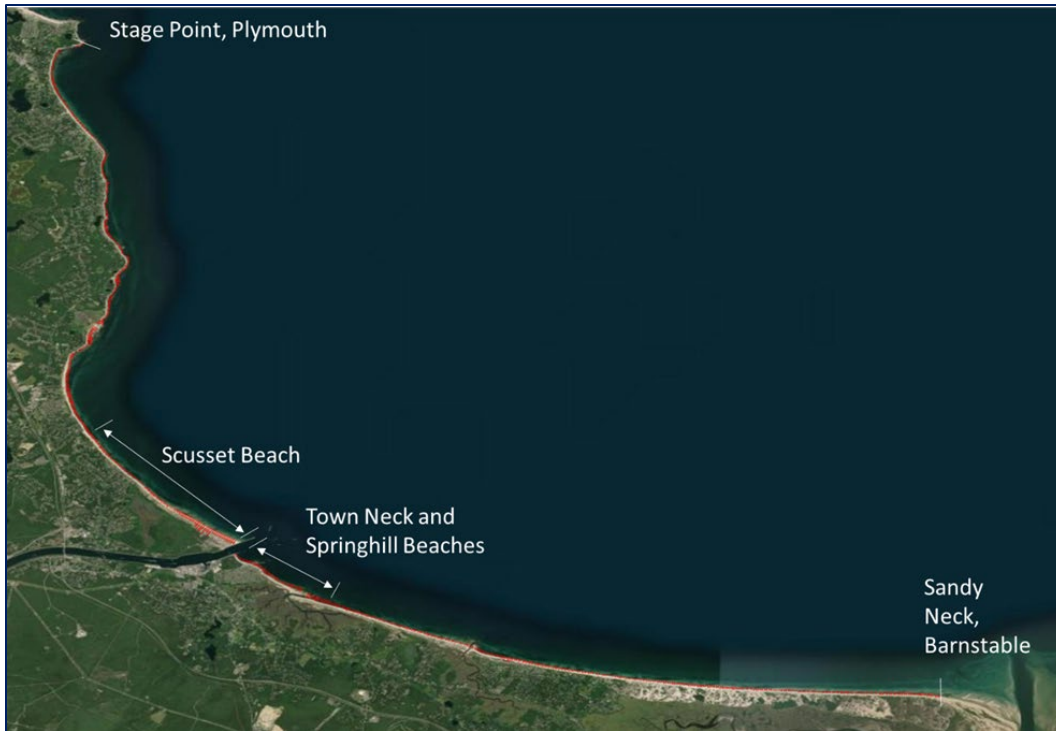 Stage Point, Plymouth
Scusset Beach
Town Neck and
Springhill Beaches
Sandy
Neck,
Barnstable